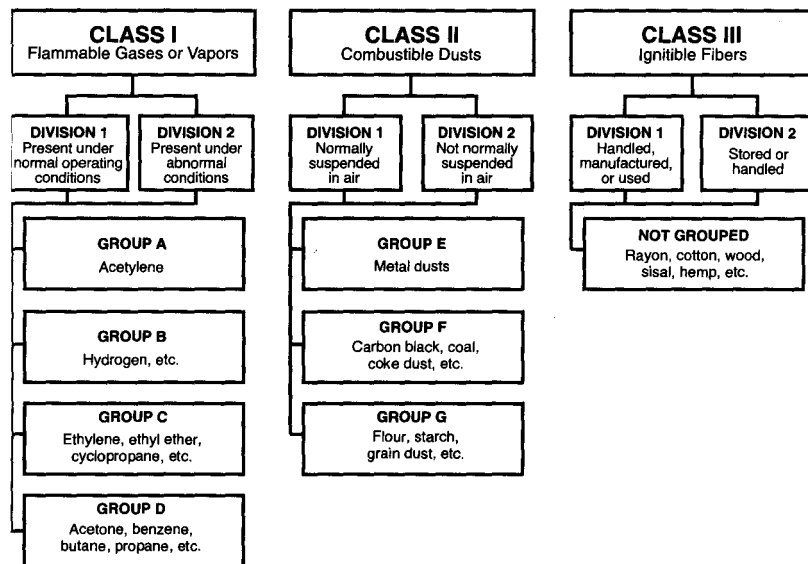 CLASS I
Flammable Gases or Vapors
DIVISION 1
Present under
normal operating
conditions
DIVISION 2
Present under
abnormal
conditions
GROUP A
Acetylene
GROUP B
Hydrogen, etc.
GROUP C
Ethylene, ethyl ether,
cyclopropane, etc.
GROUP D
Acetone, benzene,
butane, propane, etc.
CLASS II
Combustible Dusts
DIVISION 1
Normally
suspended
in air
DIVISION 2
Not normally
suspended
in air
GROUP E
Metal dusts
GROUP F
Carbon black, coal,
coke dust, etc.
GROUP G
Flour, starch,
grain dust, etc.
CLASS III
Ignitible Fibers
DIVISION 1
Handled,
manufactured,
or used
DIVISION 2
Stored or
handled
NOT GROUPED
Rayon, cotton, wood,
sisal, hemp, etc.